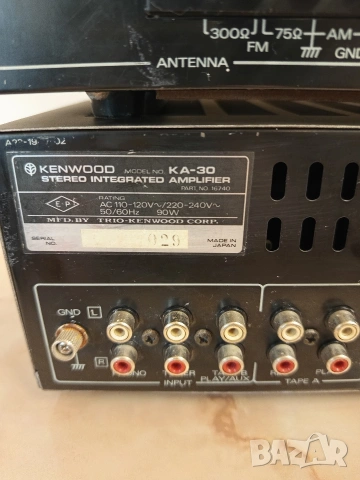 300Ω 75Ω AM
FM GND
ANTENNA
KENWOOD MODEL NO. KA-30
STEREO INTEGRATED AMPLIFIER
PART NO. 16740
RATING
AC 110-120V~/220-240V~
50/60Hz 90W
MFD. BY TRIO-KENWOOD CORP.
SERIAL NO. 929 MADE IN JAPAN
GND L
R PHONO TUNER TAPE B
INPUT PLAY/AUX
TAPE A
BAZAR.bg